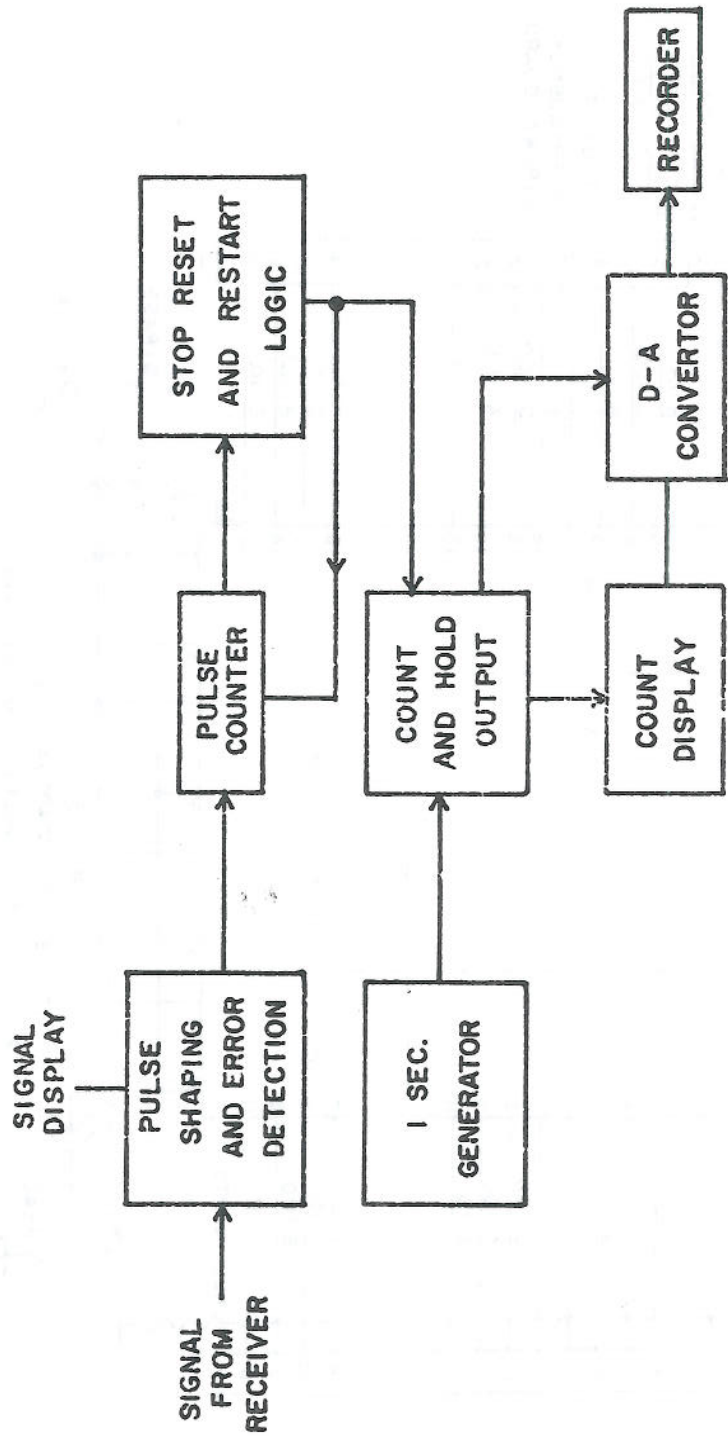 SIGNAL
DISPLAY
SIGNAL
FROM
RECEIVER
PULSE
SHAPING
AND ERROR
DETECTION
PULSE
COUNTER
STOP RESET
AND RESTART
LOGIC
1 SEC.
GENERATOR
COUNT
AND HOLD
OUTPUT
COUNT
DISPLAY
D-A
CONVERTOR
RECORDER